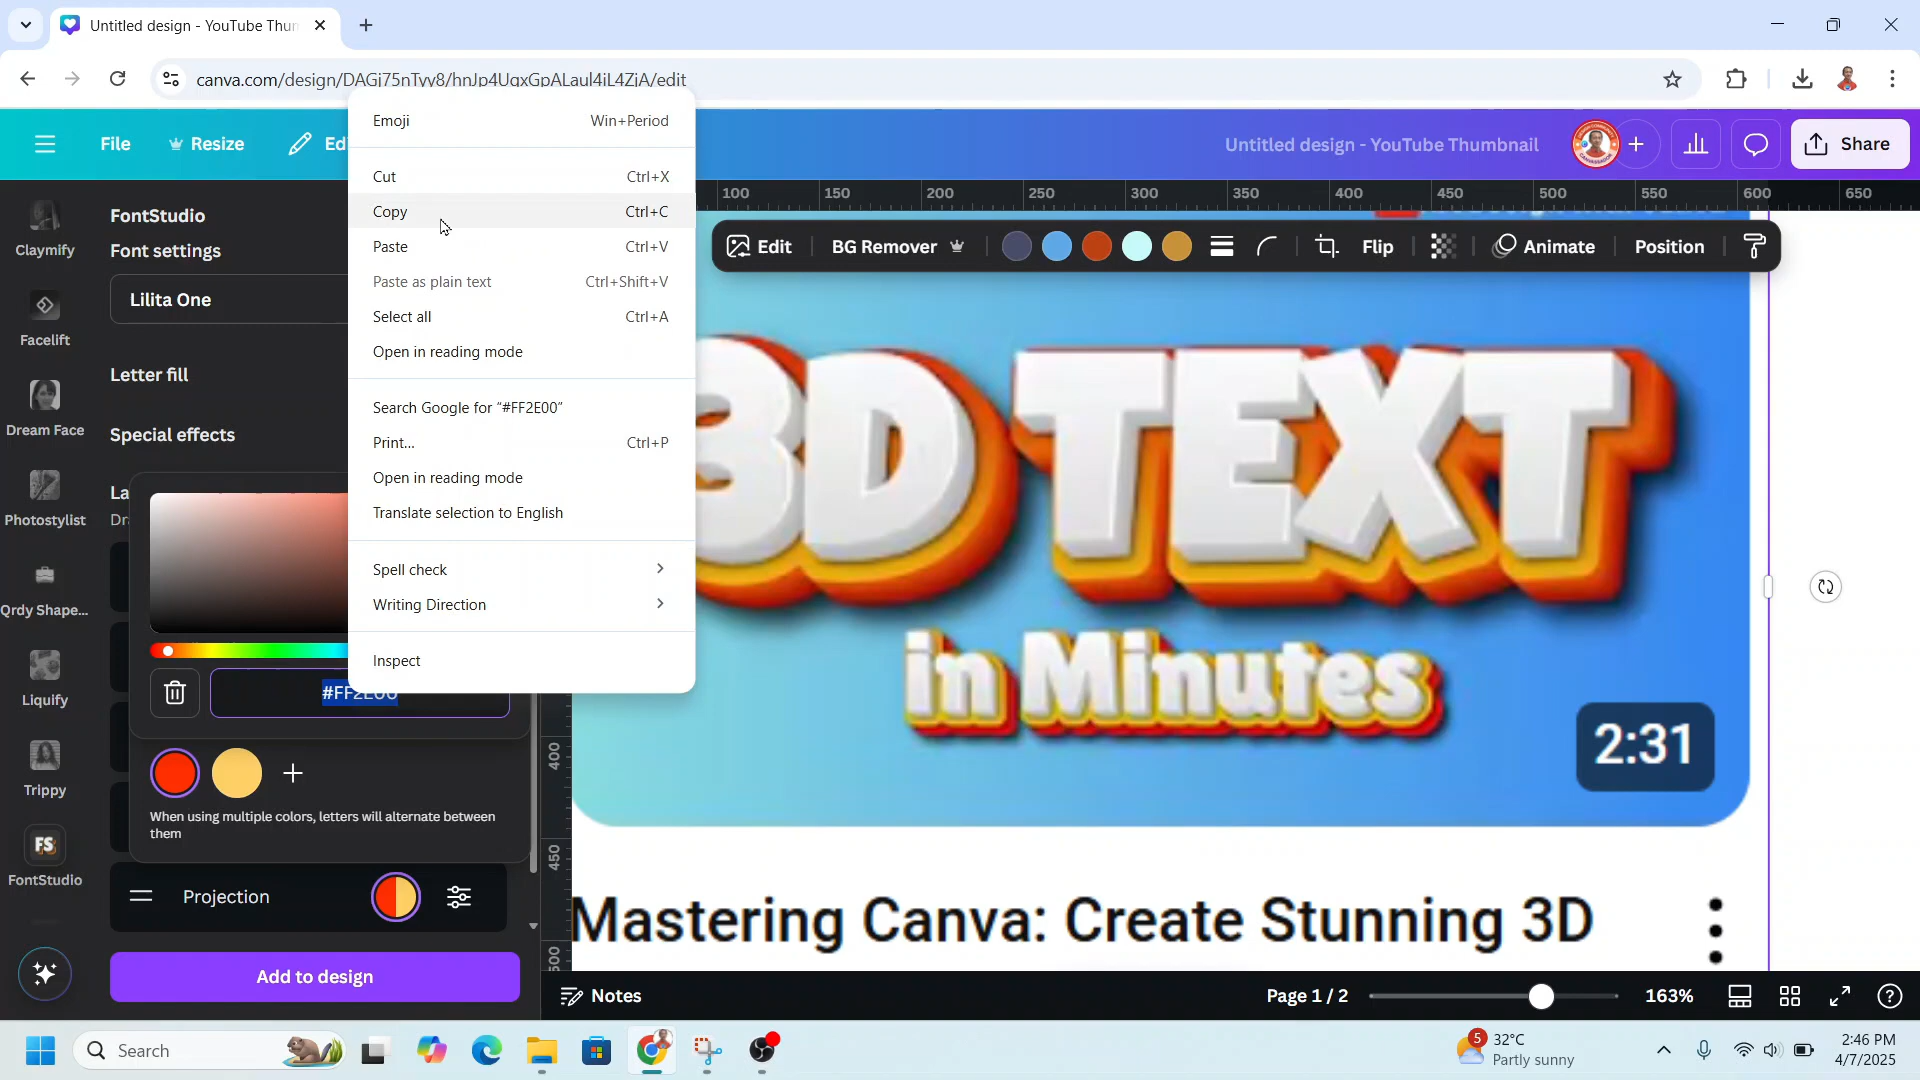 Untitled design - YouTube Thun
canva.com/design/DAGj75nTyy8/hnJp4UqxGpALaul4iL4ZjA/edit
File
Resize
Untitled design - YouTube Thumbnail
Share
Emoji Win+Period
Cut Ctrl+X
Copy Ctrl+C
Paste Ctrl+V
Paste as plain text Ctrl+Shift+V
Select all Ctrl+A
Open in reading mode
Search Google for “#FF2E00”
Print... Ctrl+P
Open in reading mode
Translate selection to English
Spell check
Writing Direction
Inspect
Claymify
Facelift
Dream Face
Photostylist
Qrdy Shape...
Liquify
Trippy
FS
FontStudio
FontStudio
Font settings
Lilita One
Letter fill
Special effects
#FF2E00
When using multiple colors, letters will alternate between
them
Projection
Add to design
100 150 200 250 300 350 400 450 500 550 600 650
400
450
500
Edit BG Remover Flip Animate Position
3D TEXT
in Minutes
2:31
Mastering Canva: Create Stunning 3D
Notes
Page 1 / 2
163%
Search
5
32°C
Partly sunny
2:46 PM
4/7/2025